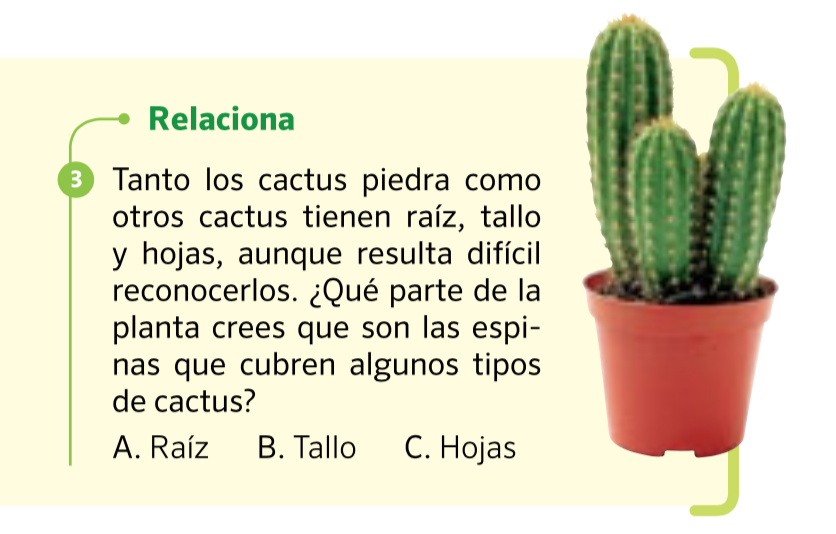 Relaciona
3 Tanto los cactus piedra como
otros cactus tienen raíz, tallo
y hojas, aunque resulta difícil
reconocerlos. ¿Qué parte de la
planta crees que son las espi-
nas que cubren algunos tipos
de cactus?
A. Raíz B. Tallo C. Hojas